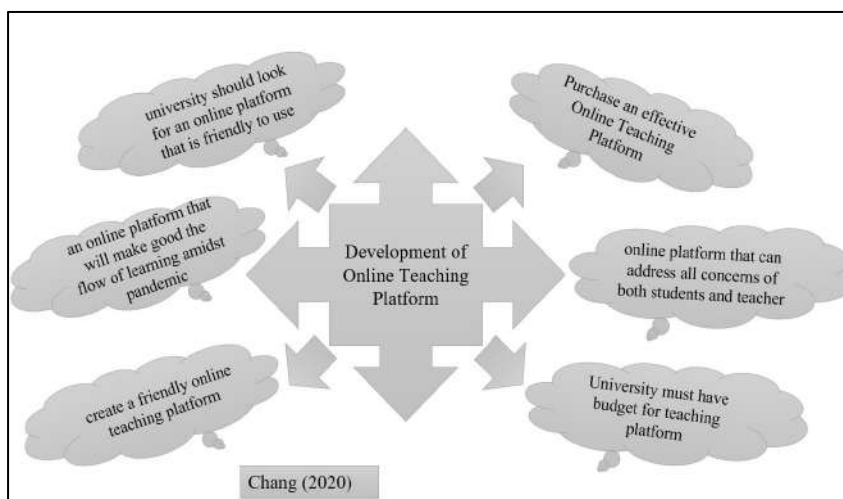 university should look
for an online platform
that is friendly to use
Purchase an effective
Online Teaching
Platform
an online platform that
will make good the
flow of learning amidst
pandemic
Development of
Online Teaching
Platform
online platform that can
address all concerns of
both students and teacher
create a friendly online
teaching platform
University must have
budget for teaching
platform
Chang (2020)